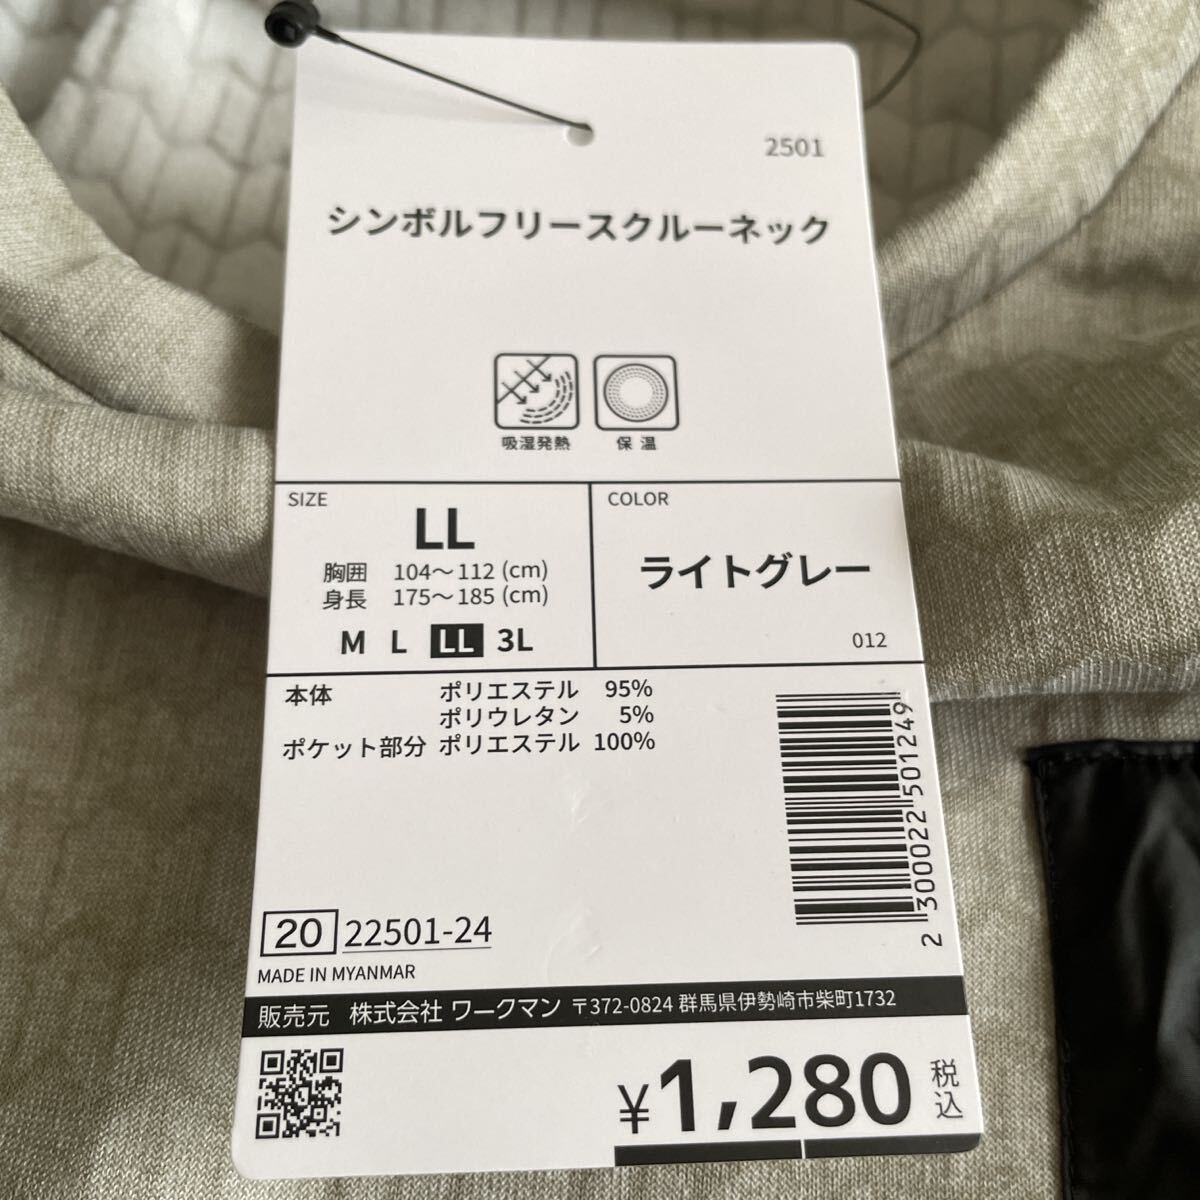 2501
シンボルフリースクルーネック
吸湿発熱 保温
SIZE
LL
胸囲 104～112 (cm)
身長 175～185 (cm)
M L LL 3L
COLOR
ライトグレー
012
本体 ポリエステル 95%
ポリウレタン 5%
ポケット部分 ポリエステル 100%
2 300022 501249
20 22501-24
MADE IN MYANMAR
販売元 株式会社 ワークマン 〒372-0824 群馬県伊勢崎市柴町1732
¥1,280 税込